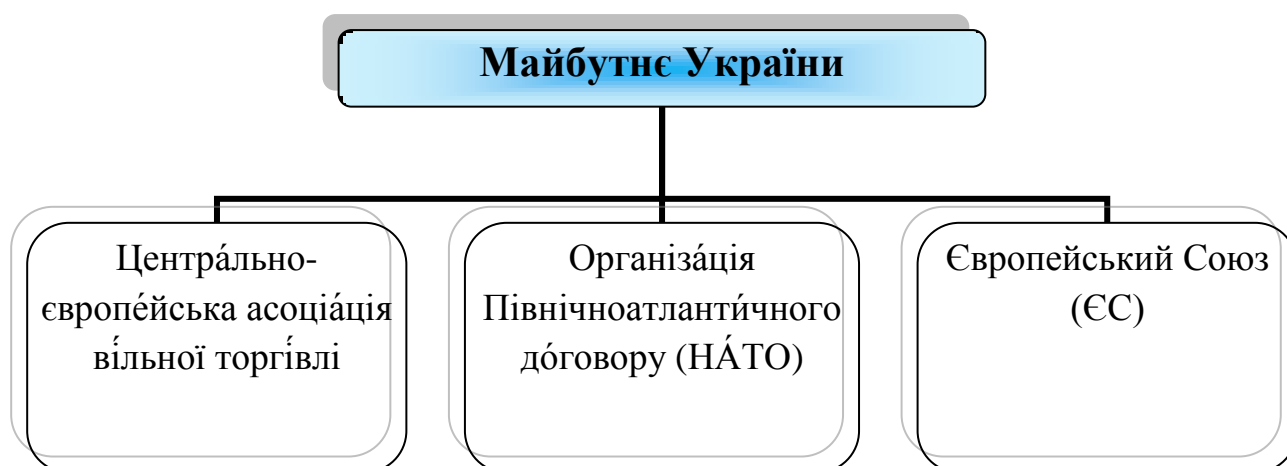 Майбутнє України
Центра́льно-
європе́йська асоціа́ція
ві́льної торгі́влі
Організа́ція
Північноатланти́чного
до́говору (НА́ТО)
Європейський Союз
(ЄС)